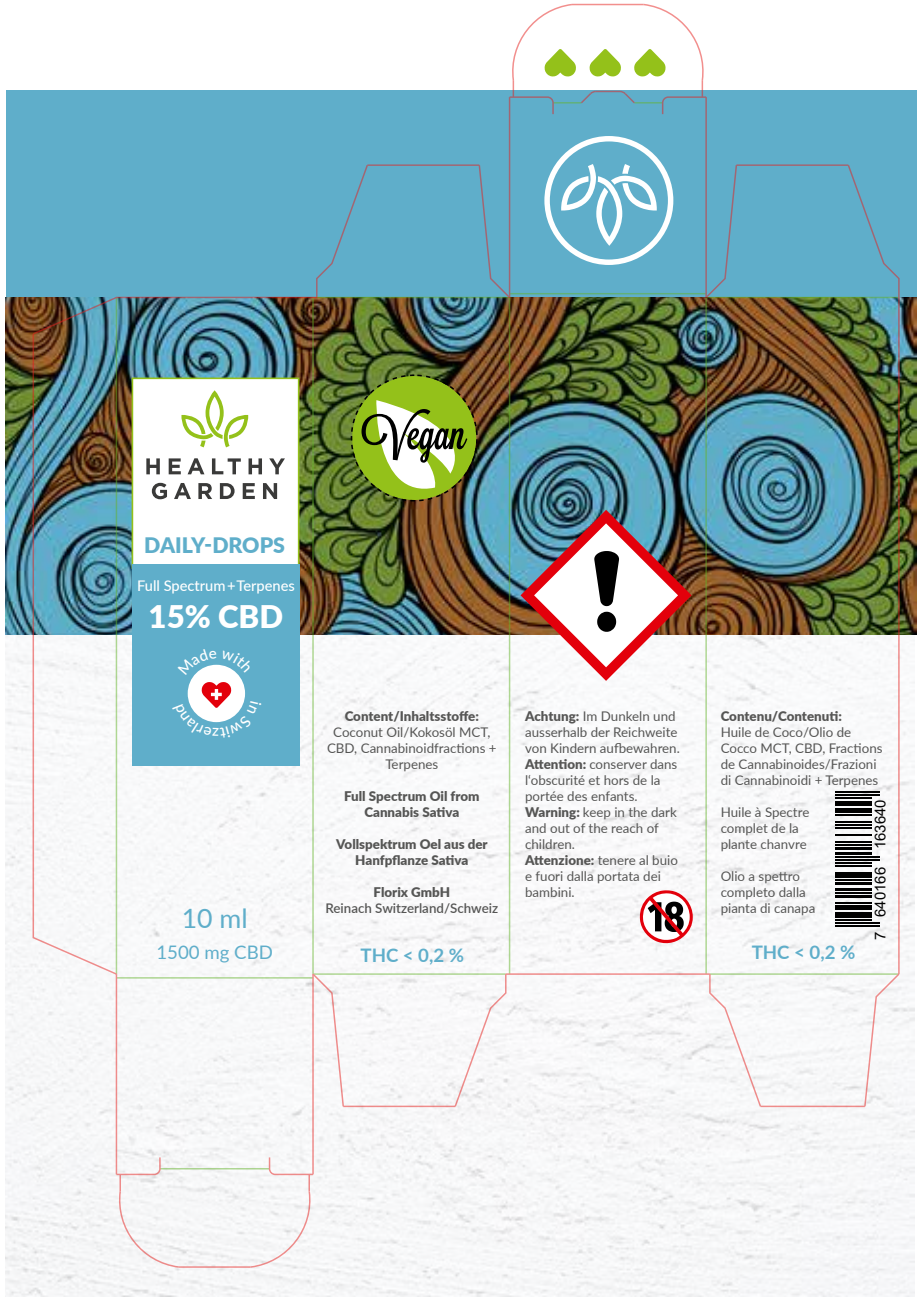 HEALTHY
GARDEN
DAILY-DROPS
Full Spectrum+Terpenes
15% CBD
Made with
in Switzerland
10 ml
1500 mg CBD
Vegan
Content/Inhaltsstoffe:
Coconut Oil/Kokosöl MCT,
CBD, Cannabinoidfractions +
Terpenes
Full Spectrum Oil from
Cannabis Sativa
Vollspektrum Oel aus der
Hanfpflanze Sativa
Florix GmbH
Reinach Switzerland/Schweiz
THC < 0,2 %
!
Achtung: Im Dunkeln und
ausserhalb der Reichweite
von Kindern aufbewahren.
Attention: conserver dans
l'obscurité et hors de la
portée des enfants.
Warning: keep in the dark
and out of the reach of
children.
Attenzione: tenere al buio
e fuori dalla portata dei
bambini.
18
Contenu/Contenuti:
Huile de Coco/Olio de
Cocco MCT, CBD, Fractions
de Cannabinoides/Frazioni
di Cannabinoidi + Terpenes
Huile à Spectre
complet de la
plante chanvre
Olio a spettro
completo dalla
pianta di canapa
7 640166 163640
THC < 0,2 %